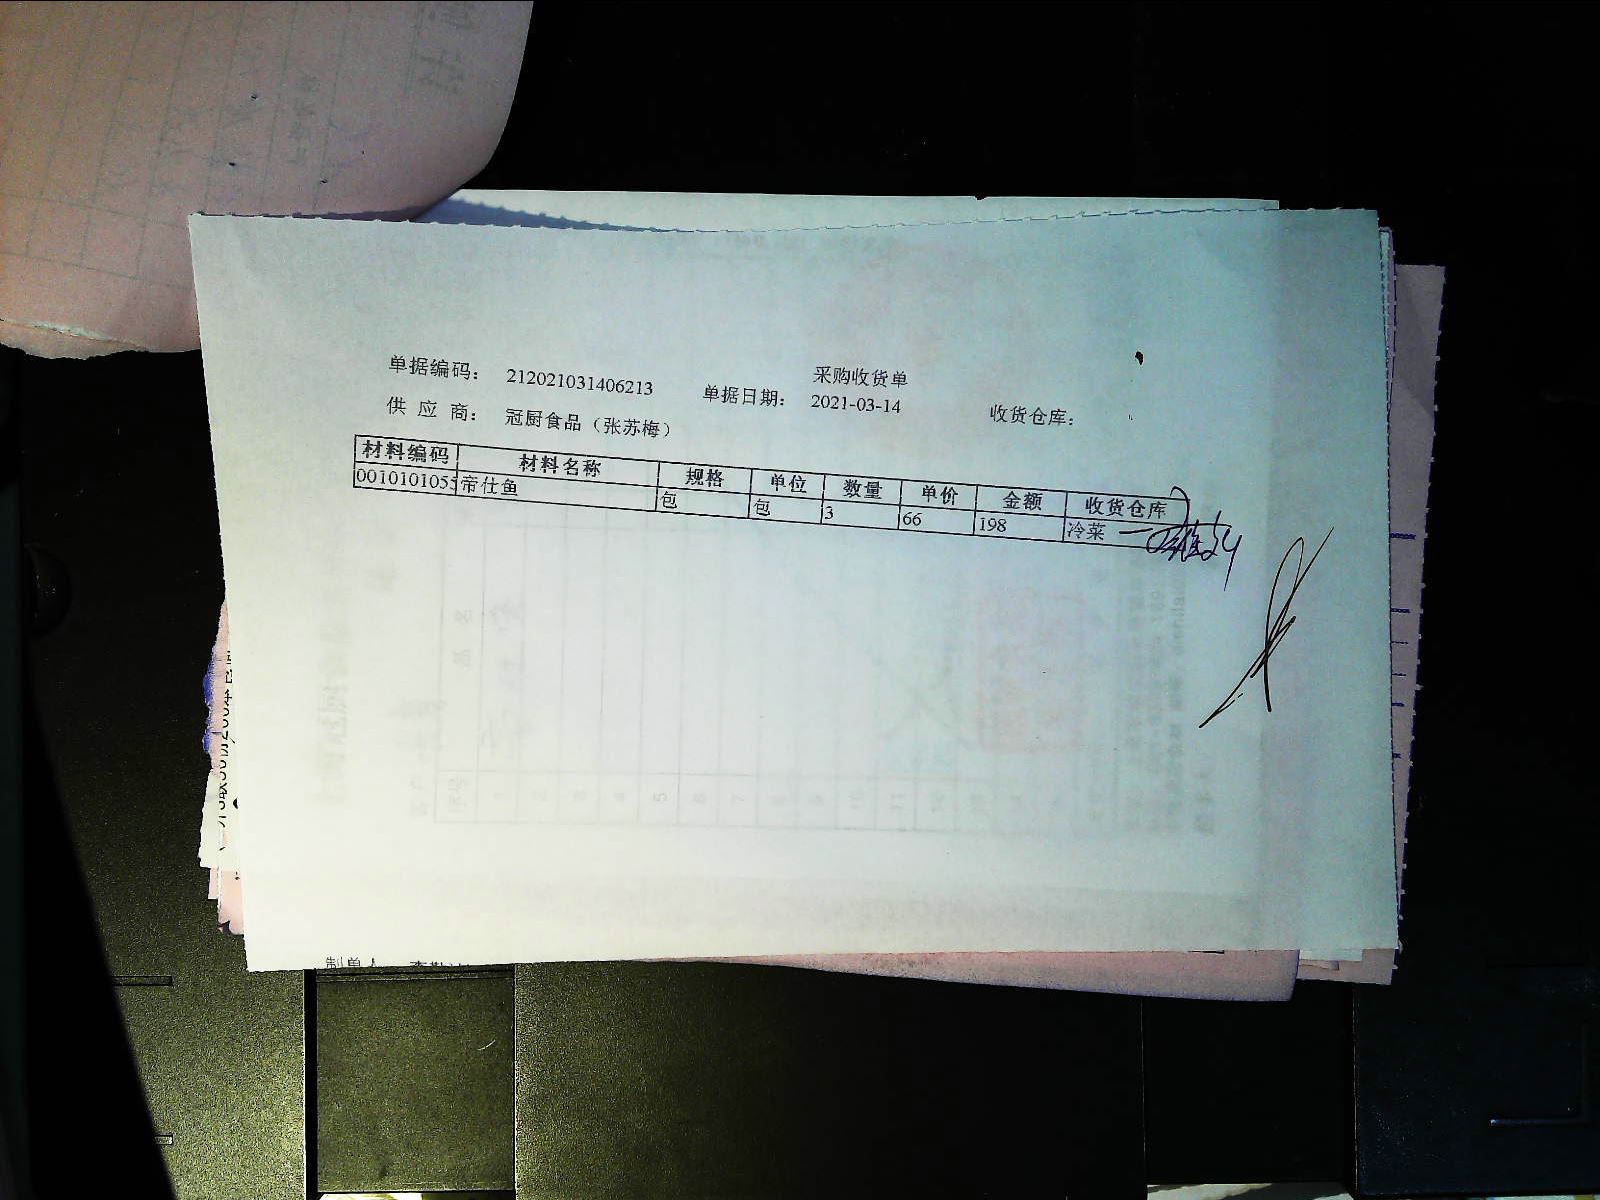 采购收货单
单据编码： 212021031406213 单据日期： 2021-03-14 收货仓库：
供 应 商： 冠厨食品（张苏梅）
材料编码 材料名称 规格 单位 数量 单价 金额 收货仓库
0010101055 帝仕鱼 包 包 3 66 198 冷菜